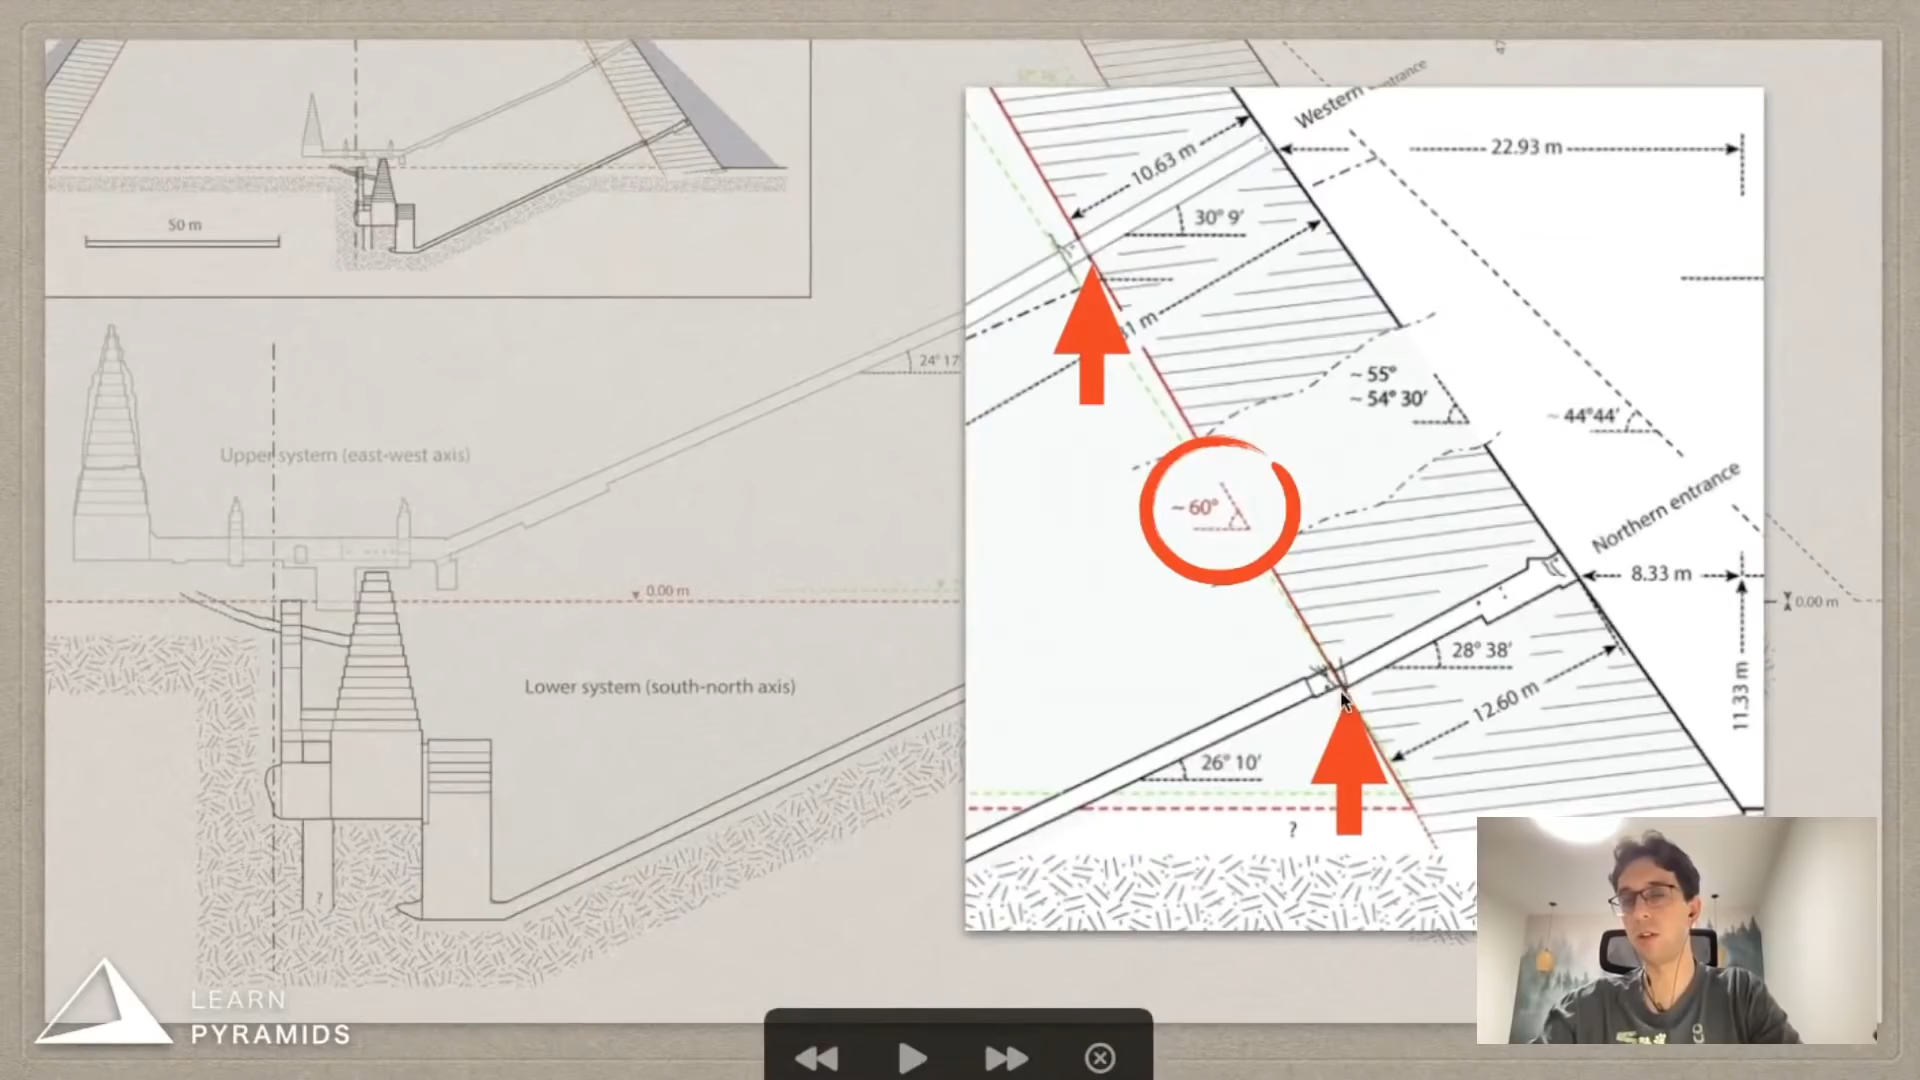 50 m
Upper system (east-west axis)
24° 17
0.00 m
Lower system (south-north axis)
?
Western entrance
47
10.63 m
22.93 m
30° 9'
31 m
~ 55°
~ 54° 30'
~ 44°44'
~ 60°
Northern entrance
8.33 m
0.00 m
28° 38'
12.60 m
11.33 m
26° 10'
?
LEARN
PYRAMIDS